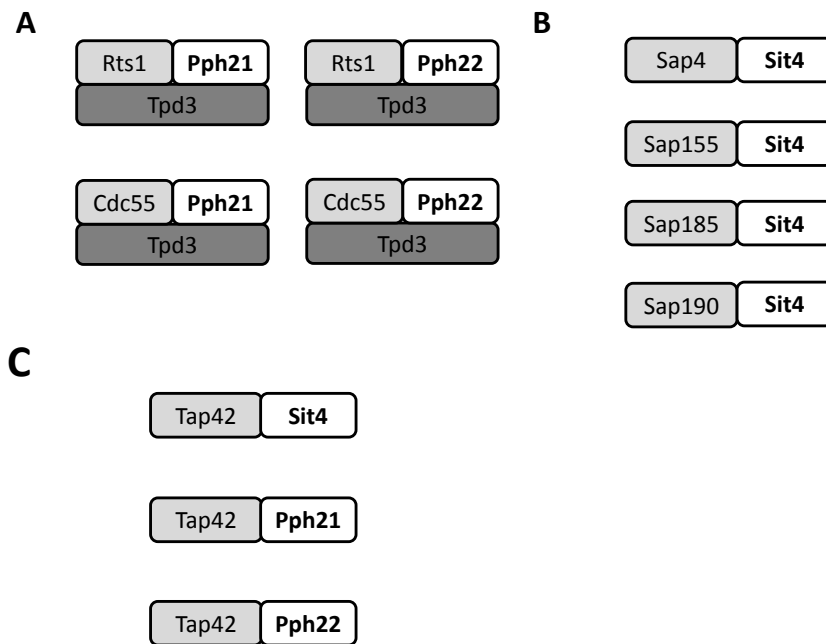 A
Rts1 Pph21
Tpd3
Rts1 Pph22
Tpd3
Cdc55 Pph21
Tpd3
Cdc55 Pph22
Tpd3
B
Sap4 Sit4
Sap155 Sit4
Sap185 Sit4
Sap190 Sit4
C
Tap42 Sit4
Tap42 Pph21
Tap42 Pph22